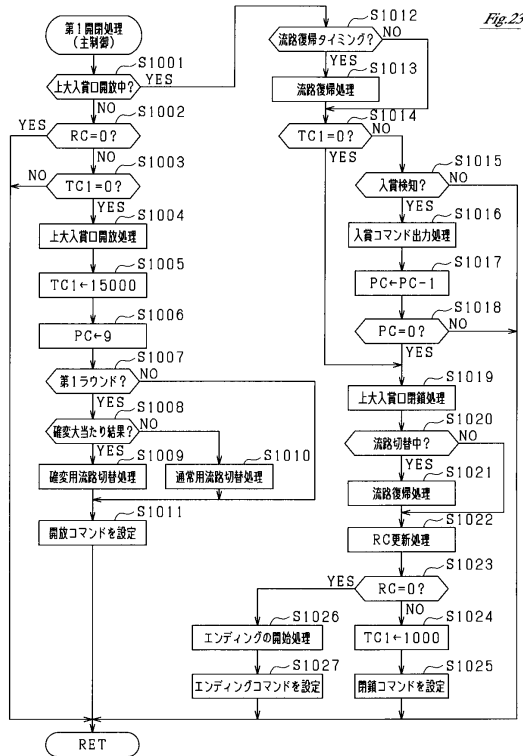 Fig.23
第1開閉処理
(主制御)
S1001
上大入賞口開放中?
YES
NO
S1002
RC=0?
YES
NO
S1003
TC1=0?
NO
YES
S1004
上大入賞口開放処理
S1005
TC1←15000
S1006
PC←9
S1007
第1ラウンド?
NO
YES
S1008
確変大当たり結果?
NO
YES
S1009
確変用流路切替処理
S1010
通常用流路切替処理
S1011
開放コマンドを設定
RET
S1012
流路復帰タイミング?
NO
YES
S1013
流路復帰処理
S1014
TC1=0?
NO
YES
S1015
入賞検知?
NO
YES
S1016
入賞コマンド出力処理
S1017
PC←PC-1
S1018
PC=0?
NO
YES
S1019
上大入賞口閉鎖処理
S1020
流路切替中?
NO
YES
S1021
流路復帰処理
S1022
RC更新処理
S1023
RC=0?
YES
NO
S1026
エンディングの開始処理
S1027
エンディングコマンドを設定
S1024
TC1←1000
S1025
閉鎖コマンドを設定